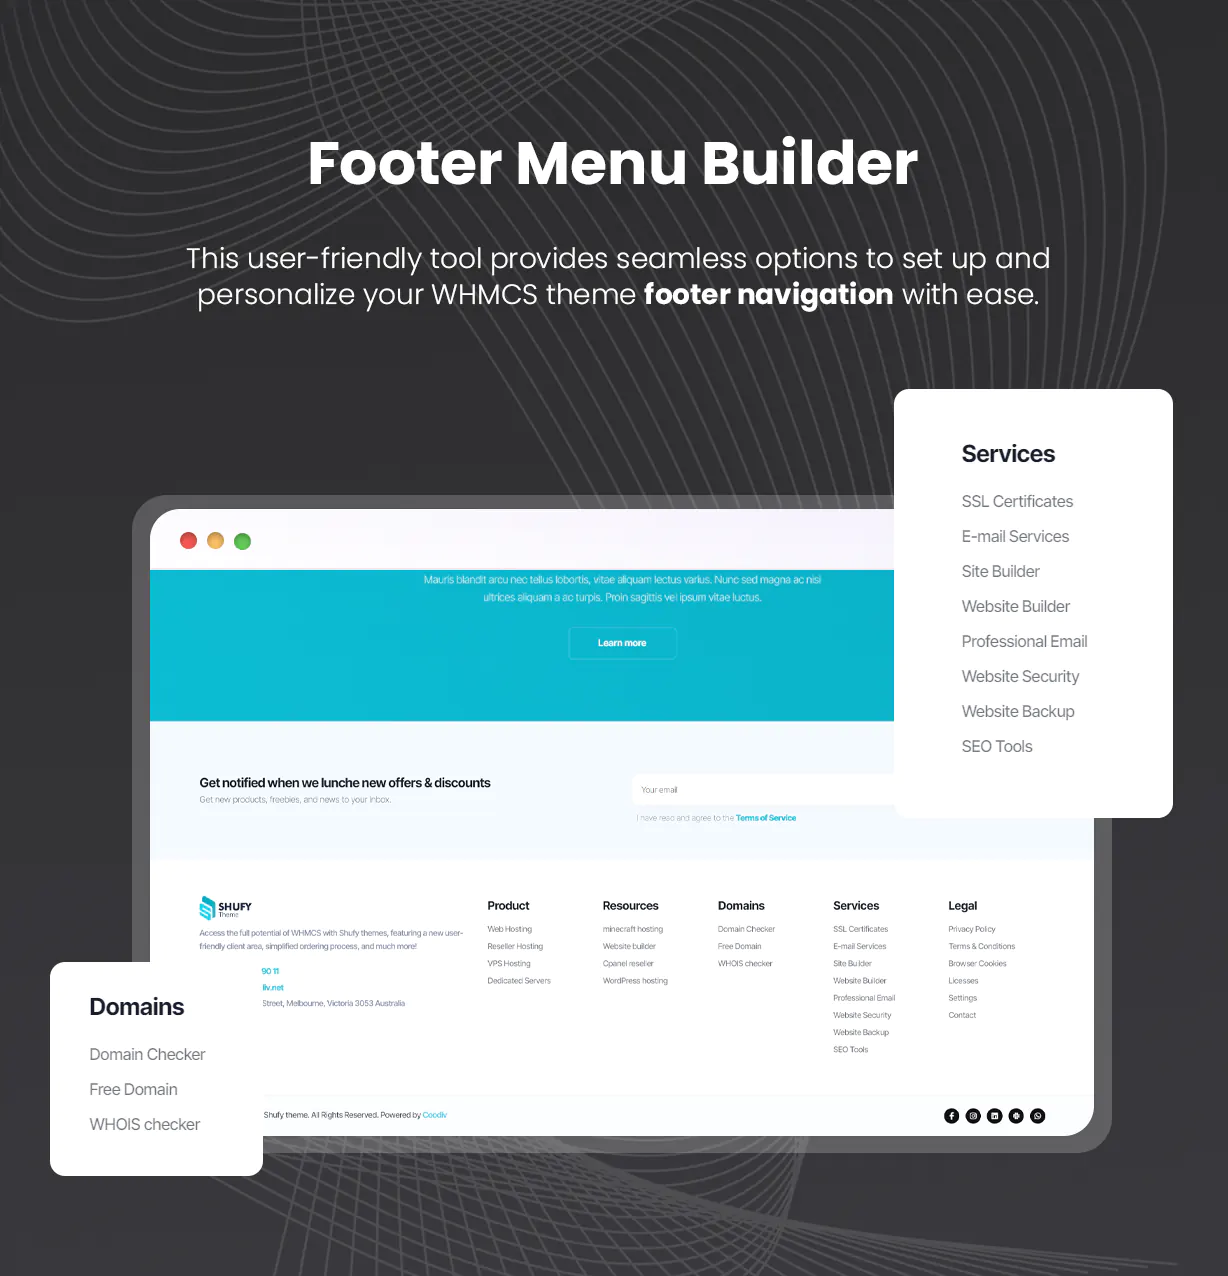 Footer Menu Builder
This user-friendly tool provides seamless options to set up and
personalize your WHMCS theme footer navigation with ease.
Services
SSL Certificates
E-mail Services
Site Builder
Website Builder
Professional Email
Website Security
Website Backup
SEO Tools
Mauris blandit arcu nec tellus lobortis, vitae aliquam lectus varius. Nunc sed magna ac nisi
ultrices aliquam a ac turpis. Proin sagittis vel ipsum vitae luctus.
Learn more
Get notified when we lunche new offers & discounts
Get new products, freebies, and news to your inbox.
Your email
I have read and agree to the Terms of Service
SHUFY
Theme
Access the full potential of WHMCS with Shufy themes, featuring a new user-
friendly client area, simplified ordering process, and much more!
90 11
liv.net
Street, Melbourne, Victoria 3053 Australia
Product
Web Hosting
Reseller Hosting
VPS Hosting
Dedicated Servers
Resources
minecraft hosting
Website builder
Cpanel reseller
WordPress hosting
Domains
Domain Checker
Free Domain
WHOIS checker
Services
SSL Certificates
E-mail Services
Site Builder
Website Builder
Professional Email
Website Security
Website Backup
SEO Tools
Legal
Privacy Policy
Terms & Conditions
Browser Cookies
Licesses
Settings
Contact
Domains
Domain Checker
Free Domain
WHOIS checker
Shufy theme. All Rights Reserved. Powered by Coodiv